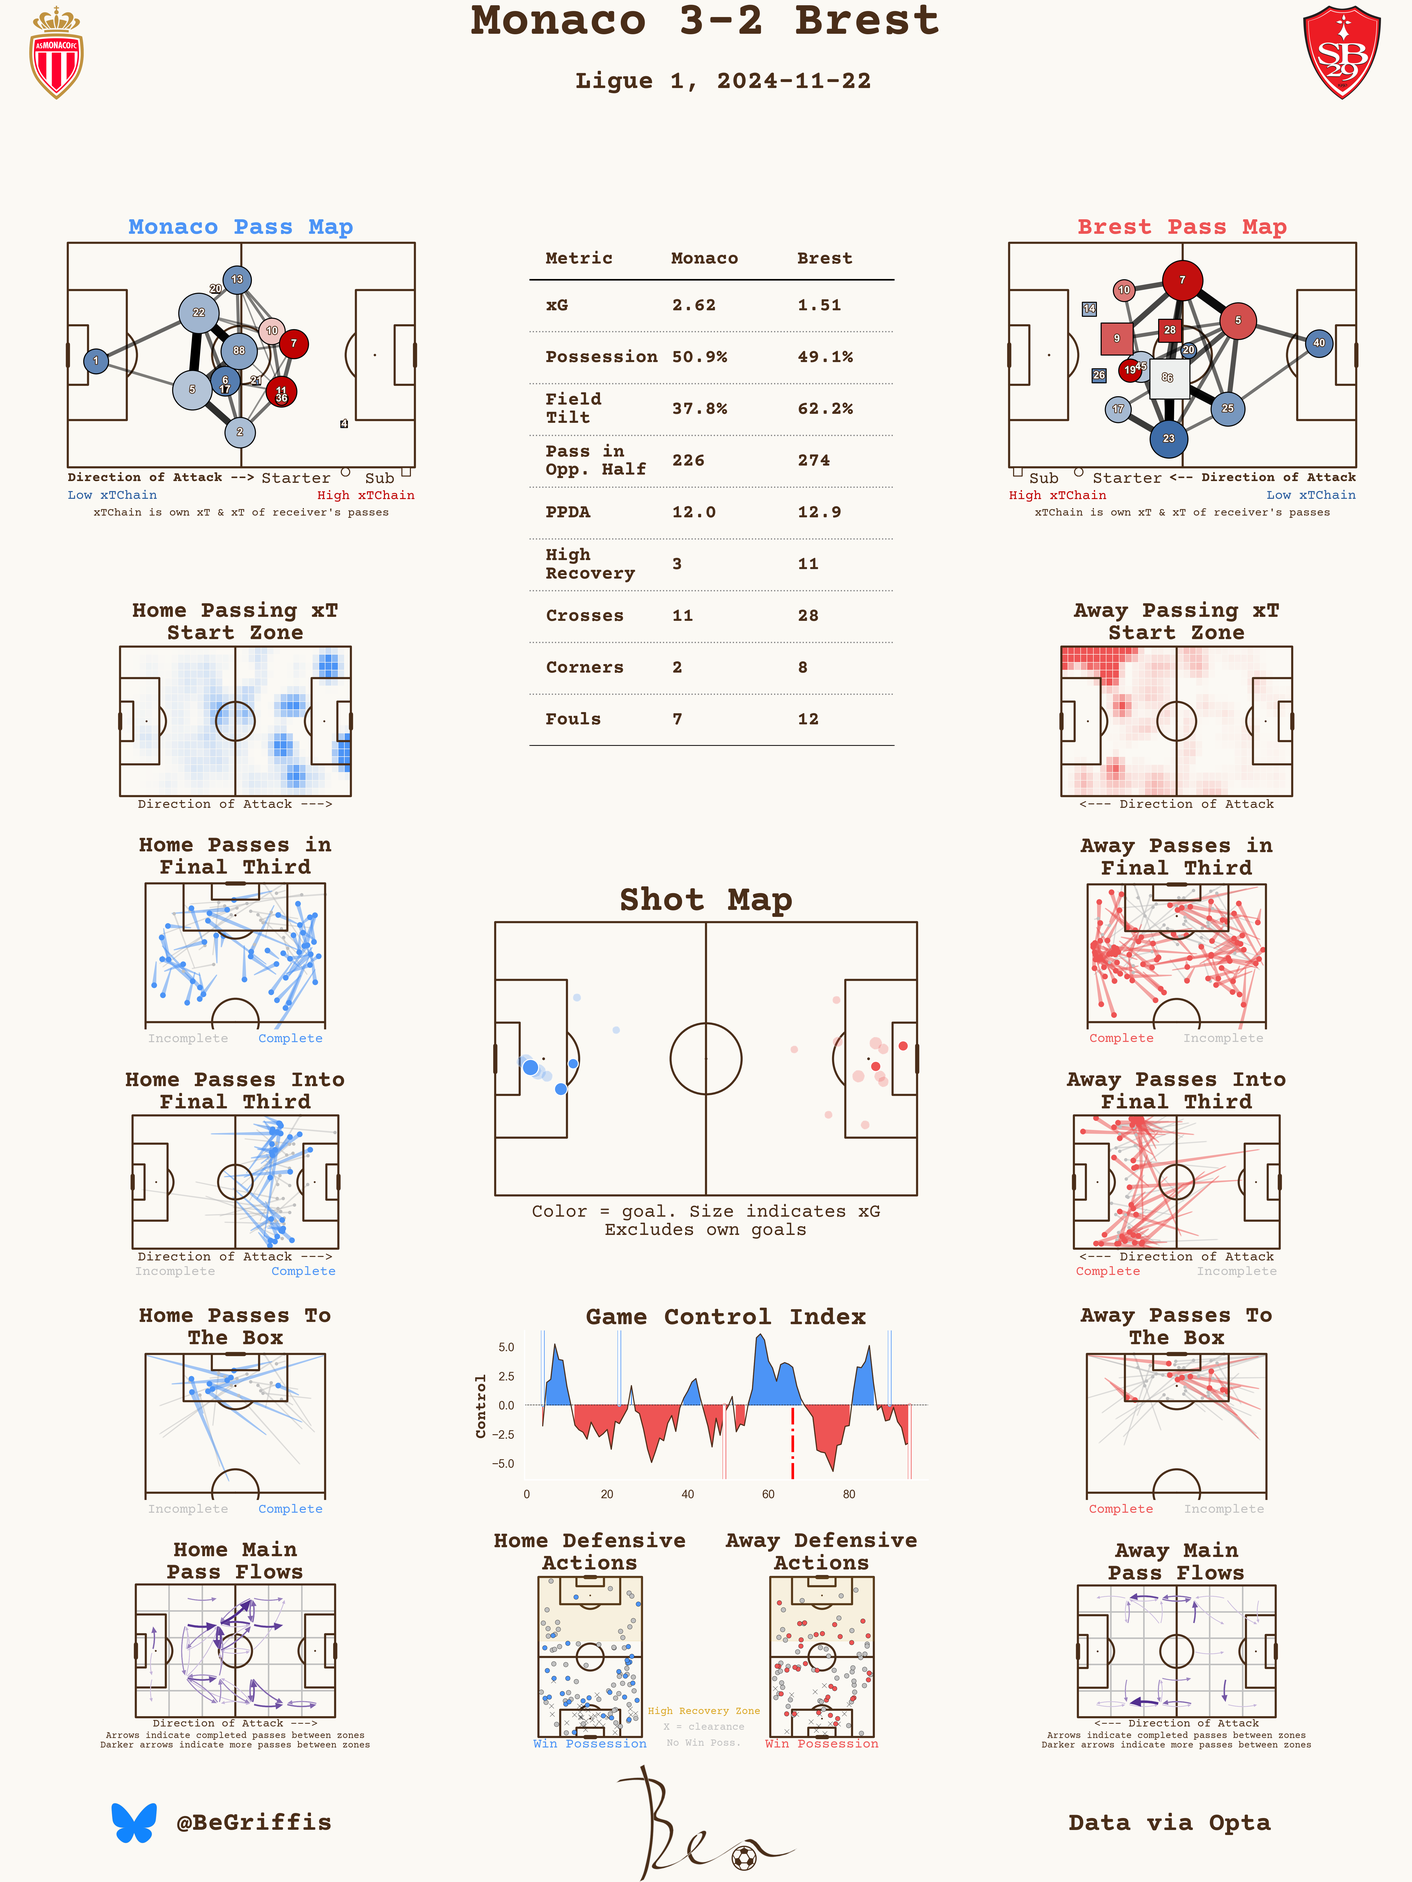 Monaco 3-2 Brest
Ligue 1, 2024-11-22
AS MONACO FC
SB
29
Monaco Pass Map
1
22
20
13
88
10
7
5
6
17
21
11
36
2
4
Direction of Attack --> Starter Sub
Low xTChain High xTChain
xTChain is own xT & xT of receiver's passes
Metric Monaco Brest
xG 2.62 1.51
Possession 50.9% 49.1%
Field
Tilt 37.8% 62.2%
Pass in
Opp. Half 226 274
PPDA 12.0 12.9
High
Recovery 3 11
Crosses 11 28
Corners 2 8
Fouls 7 12
Brest Pass Map
10
7
14
9
28
5
20
40
26
19
45
86
17
25
23
Sub Starter <-- Direction of Attack
High xTChain Low xTChain
xTChain is own xT & xT of receiver's passes
Home Passing xT
Start Zone
Direction of Attack --->
Away Passing xT
Start Zone
<--- Direction of Attack
Home Passes in
Final Third
Incomplete Complete
Away Passes in
Final Third
Complete Incomplete
Shot Map
Color = goal. Size indicates xG
Excludes own goals
Home Passes Into
Final Third
Direction of Attack --->
Incomplete Complete
Away Passes Into
Final Third
<--- Direction of Attack
Complete Incomplete
Home Passes To
The Box
Incomplete Complete
Game Control Index
Control
5.0
2.5
0.0
−2.5
−5.0
0 20 40 60 80
Away Passes To
The Box
Complete Incomplete
Home Main
Pass Flows
Direction of Attack --->
Arrows indicate completed passes between zones
Darker arrows indicate more passes between zones
Home Defensive
Actions
Win Possession
Away Defensive
Actions
Win Possession
High Recovery Zone
X = clearance
No Win Poss.
Away Main
Pass Flows
<--- Direction of Attack
Arrows indicate completed passes between zones
Darker arrows indicate more passes between zones
@BeGriffis
Ben
Data via Opta